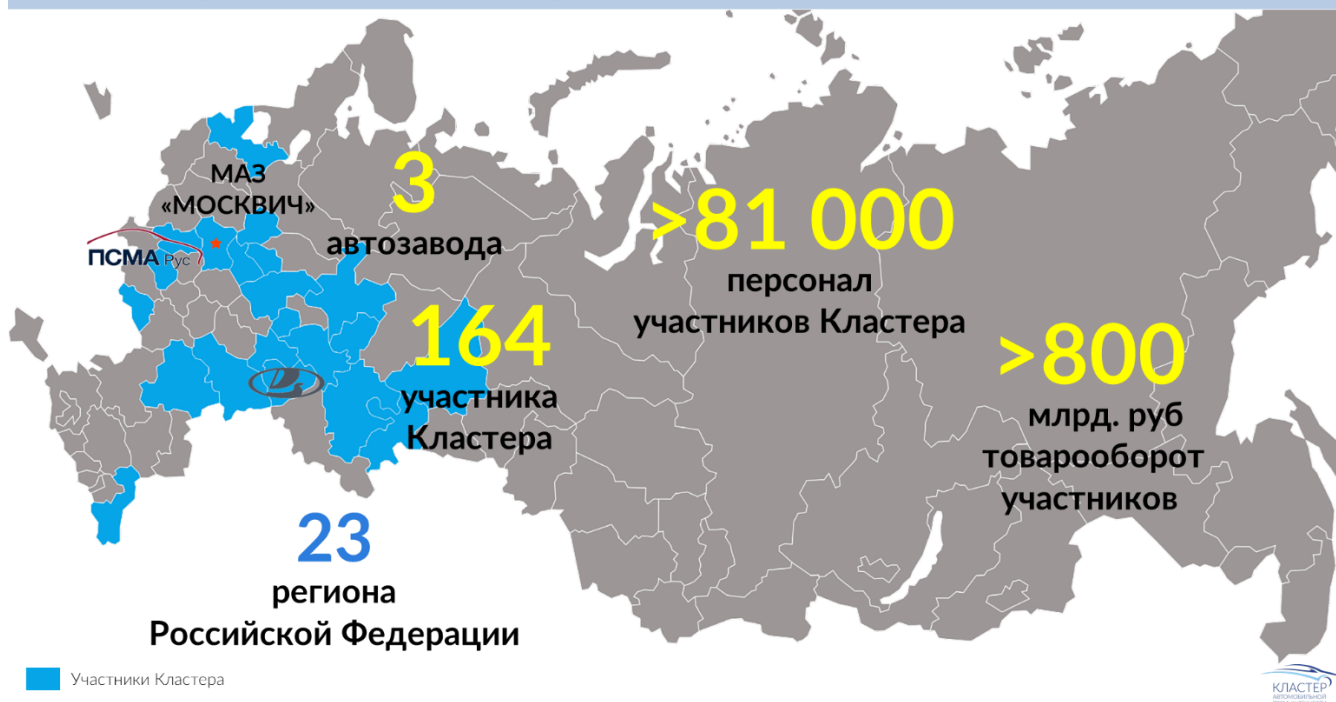 МАЗ
«МОСКВИЧ»
ПСМА Рус
3
автозавода
164
участника
Кластера
>81 000
персонал
участников Кластера
>800
млрд. руб
товарооборот
участников
23
региона
Российской Федерации
Участники Кластера
КЛАСТЕР
АВТОМОБИЛЬНОЙ